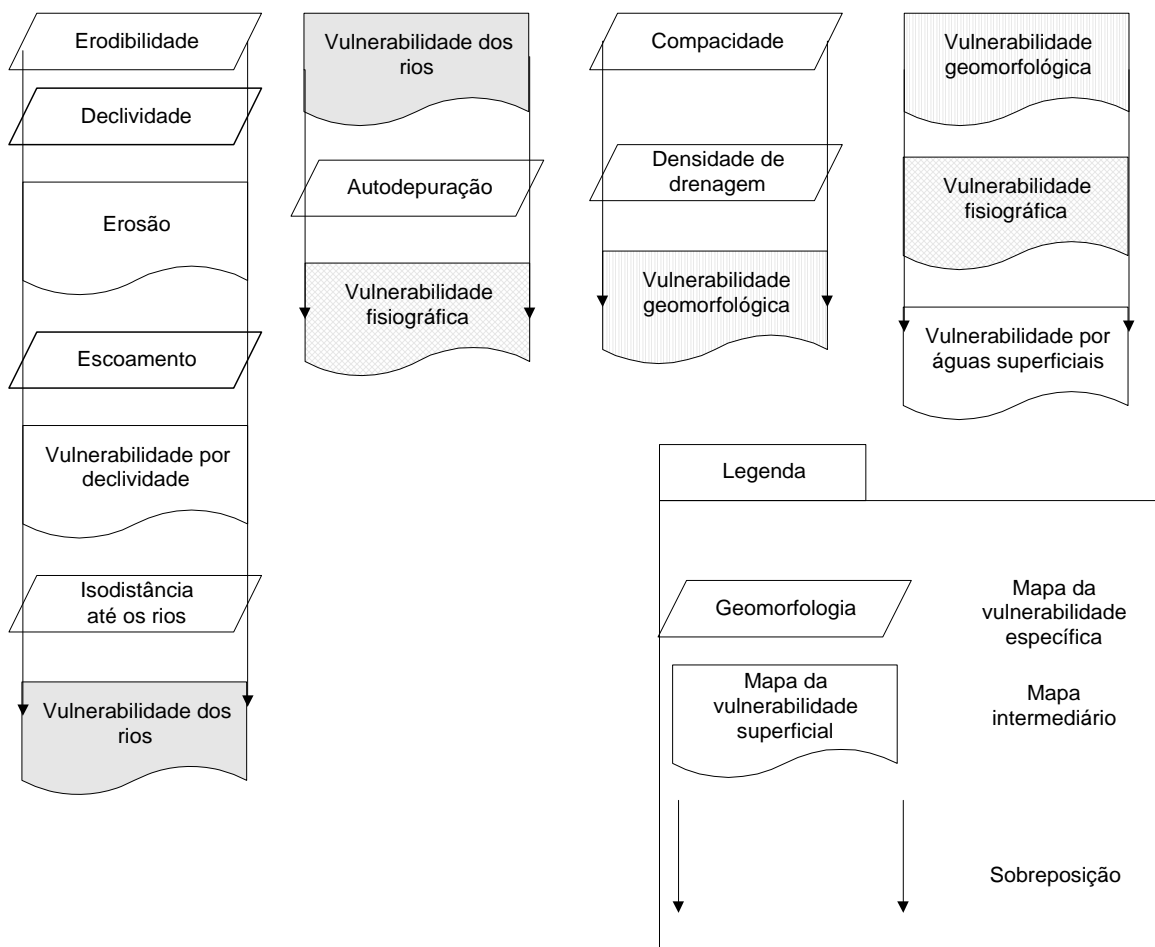 Erodibilidade
Declividade
Erosão
Escoamento
Vulnerabilidade por
declividade
Isodistância
até os rios
Vulnerabilidade dos
rios
Vulnerabilidade dos
rios
Autodepuração
Vulnerabilidade
fisiográfica
Compacidade
Densidade de
drenagem
Vulnerabilidade
geomorfológica
Vulnerabilidade
geomorfológica
Vulnerabilidade
fisiográfica
Vulnerabilidade por
águas superficiais
Legenda
Geomorfologia
Mapa da
vulnerabilidade
específica
Mapa da
vulnerabilidade
superficial
Mapa
intermediário
Sobreposição